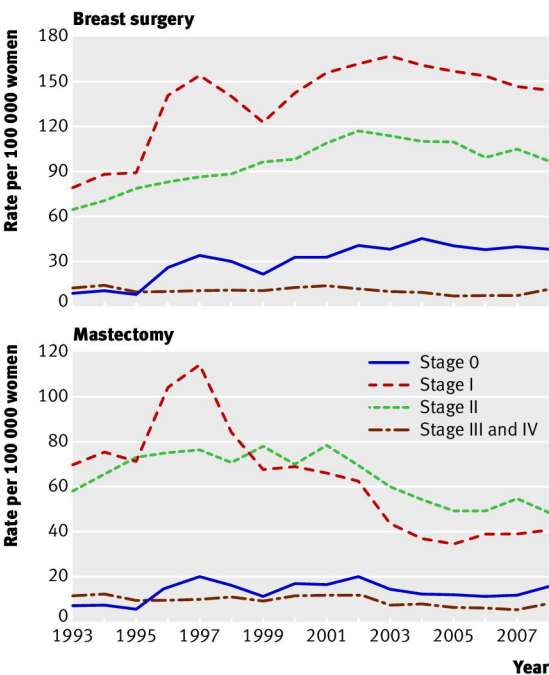 Breast surgery
Rate per 100 000 women
180
150
120
90
60
30
0
Mastectomy
Rate per 100 000 women
120
100
80
60
40
20
0
Stage 0
Stage I
Stage II
Stage III and IV
1993 1995 1997 1999 2001 2003 2005 2007
Year